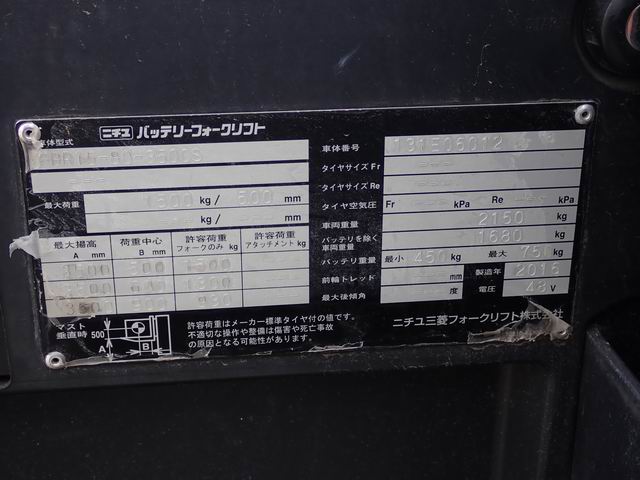 ニチユ バッテリーフォークリフト
車体型式
---
最大荷重 1500 kg / 500 mm
--- kg / --- mm
最大揚高 A mm 荷重中心 B mm 許容荷重 フォークのみ kg 許容荷重 アタッチメント kg
マスト垂直時 500 A B
許容荷重はメーカー標準タイヤ付の値です。
不適切な操作や整備は傷害や死亡事故
の原因となる可能性があります。
車体番号 131E06012
タイヤサイズ Fr ---
タイヤサイズ Re ---
タイヤ空気圧 Fr --- kPa Re --- kPa
車両重量 2150 kg
バッテリを除く車両重量 1680 kg
バッテリ重量 最小 450 kg 最大 750 kg
前輪トレッド mm 製造年 2016
最大後傾角 度 電圧 48 V
ニチユ三菱フォークリフト株式会社